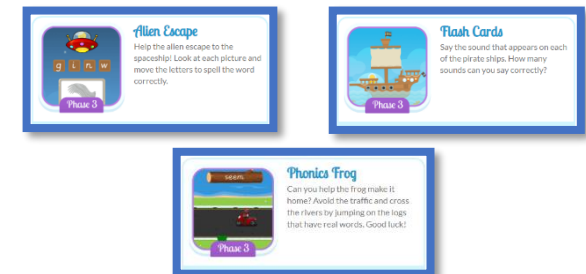 Alien Escape
Help the alien escape to the
spaceship! Look at each picture and
move the letters to spell the word
correctly.
g i n w
Phase 3
Flash Cards
Say the sound that appears on each
of the pirate ships. How many
sounds can you say correctly?
Phase 3
Phonics Frog
Can you help the frog make it
home? Avoid the traffic and cross
the rivers by jumping on the logs
that have real words. Good luck!
seem
Phase 3